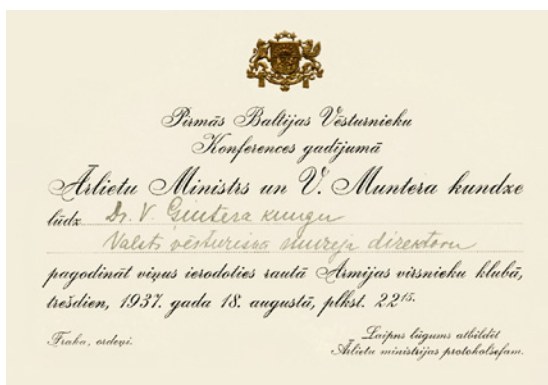 Pirmās Baltijas Vēsturnieku
Konferences gadījumā
Ārlietu Ministrs un V. Muntera kundze
lūdz Dr. V. Gintera kungu
Valsts vēsturiskā muzeja direktoru
pagodināt viņus ierodoties rautā Armijas virsnieku klubā,
trešdien, 1937. gada 18. augustā, plkst. 22¹⁵.
Fraka, ordeņi.
Laipns lūgums atbildēt
Ārlietu ministrijas protokolšefam.